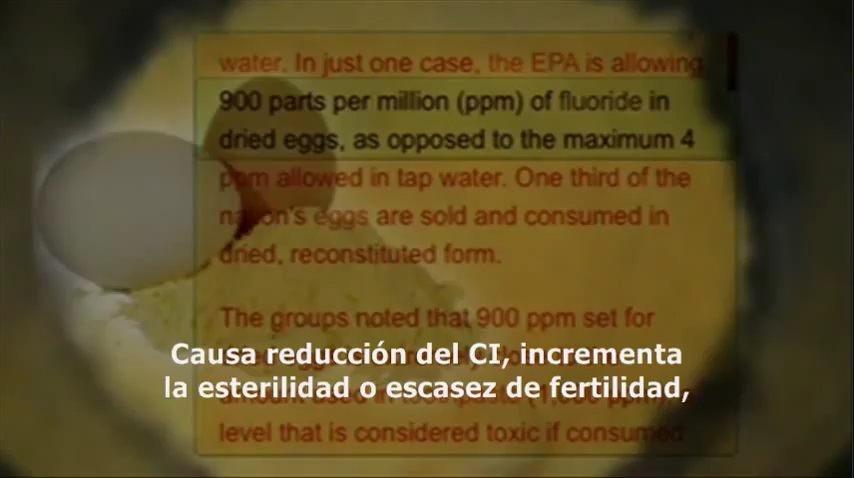 water. In just one case, the EPA is allowing
900 parts per million (ppm) of fluoride in
dried eggs, as opposed to the maximum 4
ppm allowed in tap water. One third of the
nation's eggs are sold and consumed in
dried, reconstituted form.
The groups noted that 900 ppm set for
Causa reducción del CI, incrementa
la esterilidad o escasez de fertilidad,
level that is considered toxic if consumed